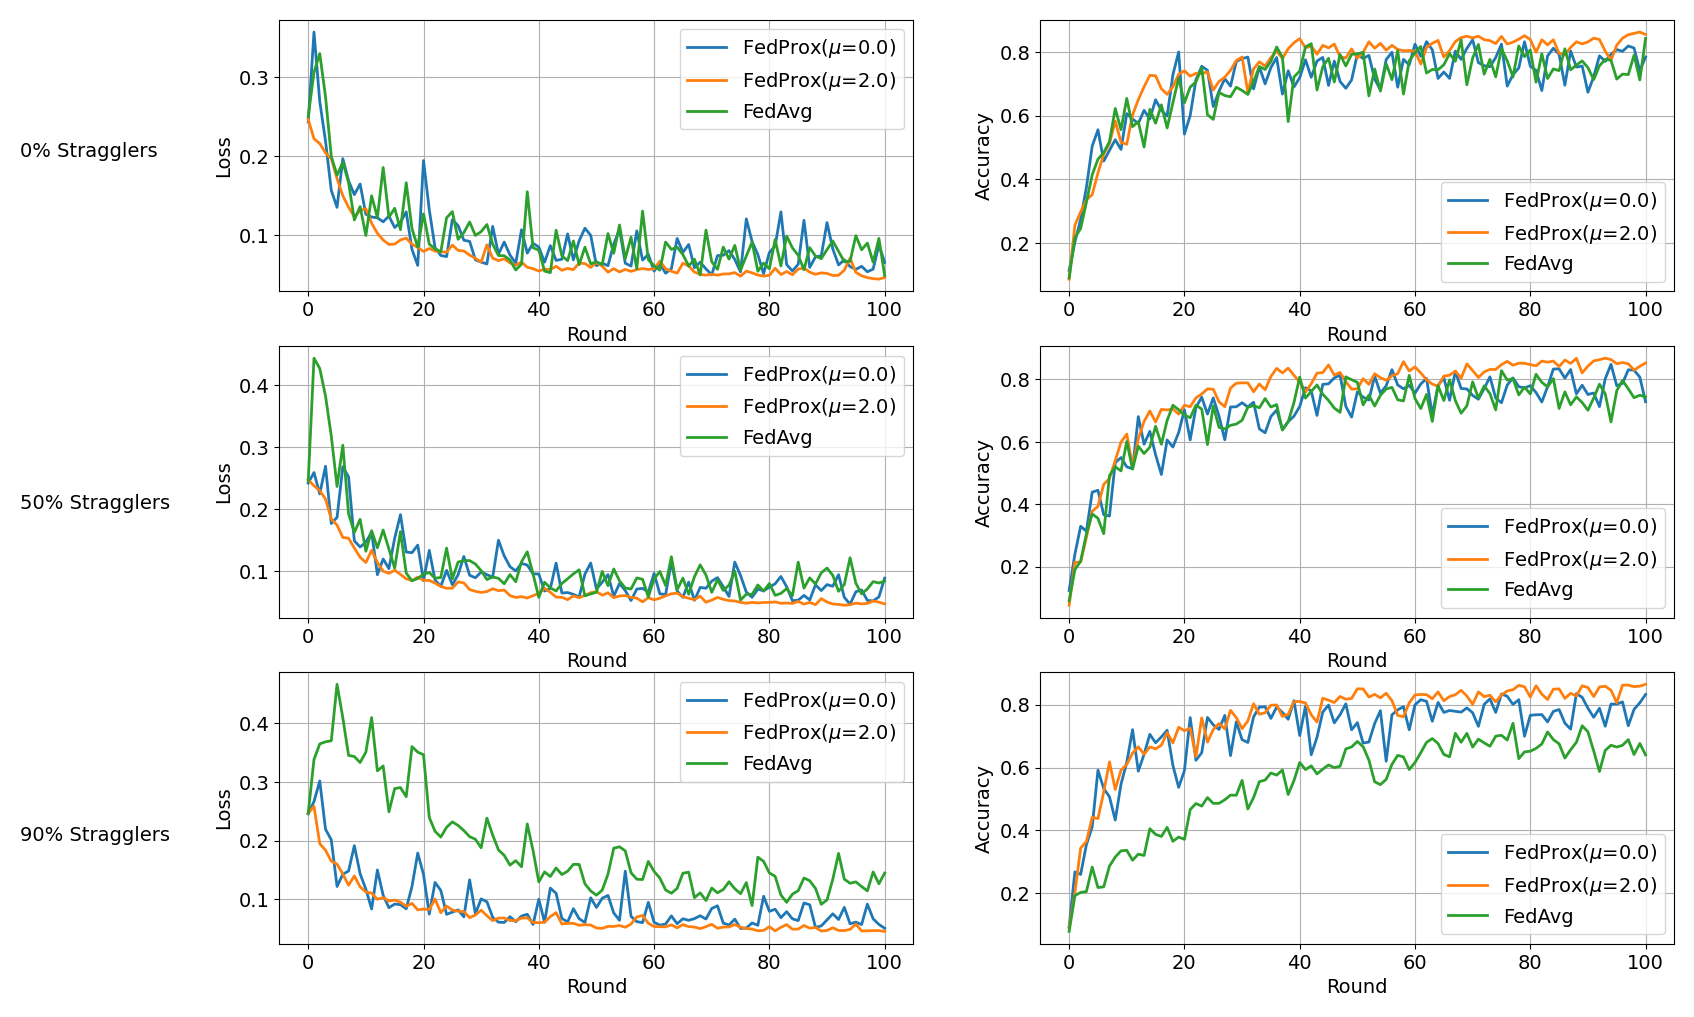 0% Stragglers
Loss
0.3
0.2
0.1
FedProx(μ=0.0)
FedProx(μ=2.0)
FedAvg
0 20 40 60 80 100
Round
Accuracy
0.8
0.6
0.4
0.2
FedProx(μ=0.0)
FedProx(μ=2.0)
FedAvg
0 20 40 60 80 100
Round
50% Stragglers
Loss
0.4
0.3
0.2
0.1
FedProx(μ=0.0)
FedProx(μ=2.0)
FedAvg
0 20 40 60 80 100
Round
Accuracy
0.8
0.6
0.4
0.2
FedProx(μ=0.0)
FedProx(μ=2.0)
FedAvg
0 20 40 60 80 100
Round
90% Stragglers
Loss
0.4
0.3
0.2
0.1
FedProx(μ=0.0)
FedProx(μ=2.0)
FedAvg
0 20 40 60 80 100
Round
Accuracy
0.8
0.6
0.4
0.2
FedProx(μ=0.0)
FedProx(μ=2.0)
FedAvg
0 20 40 60 80 100
Round